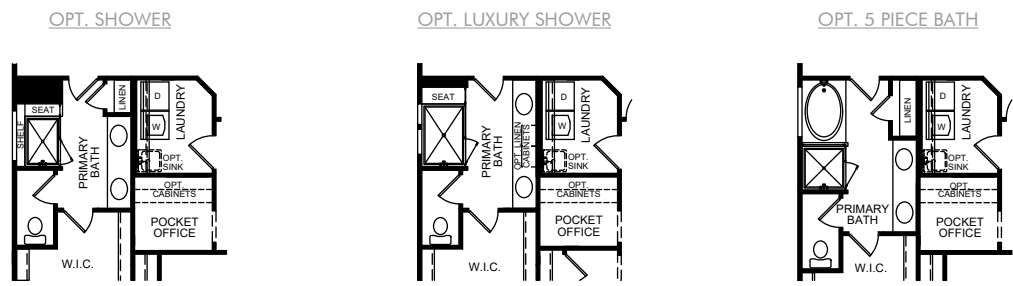 OPT. SHOWER
SEAT
SHELF
LINEN
PRIMARY
BATH
D
W
LAUNDRY
OPT.
SINK
OPT.
CABINETS
POCKET
OFFICE
W.I.C.
OPT. LUXURY SHOWER
SEAT
PRIMARY
BATH
OPT. LINEN
CABINETS
D
W
LAUNDRY
OPT.
SINK
OPT.
CABINETS
POCKET
OFFICE
W.I.C.
OPT. 5 PIECE BATH
LINEN
D
W
LAUNDRY
OPT.
SINK
OPT.
CABINETS
PRIMARY
BATH
POCKET
OFFICE
W.I.C.